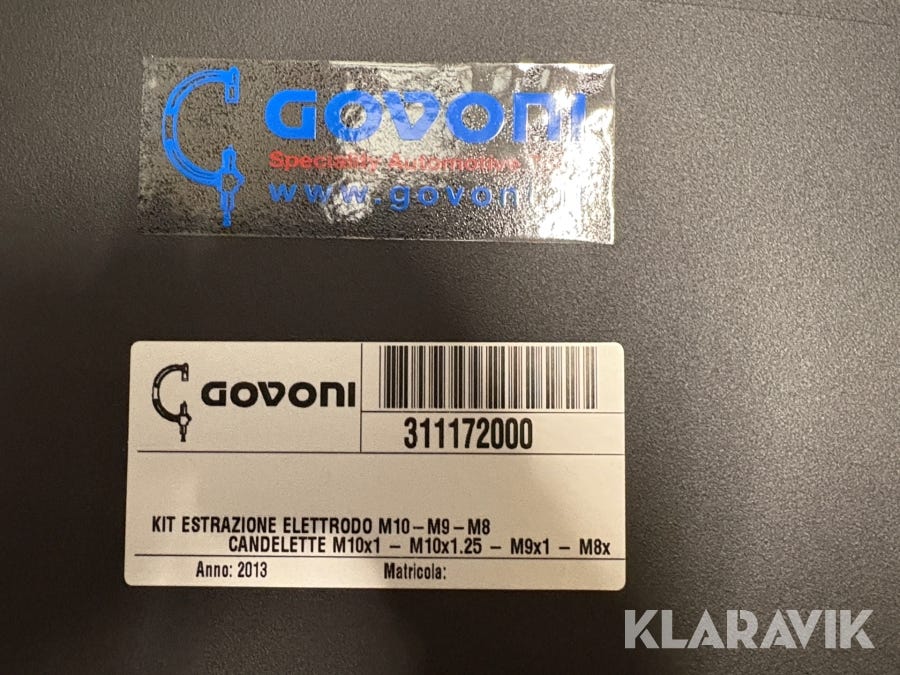 GOVONI
Speciality Automotive
www.govoni.
GOVONI
311172000
KIT ESTRAZIONE ELETTRODO M10-M9-M8
CANDELETTE M10x1 - M10x1.25 - M9x1 - M8x
Anno: 2013 Matricola:
KLARAVIK